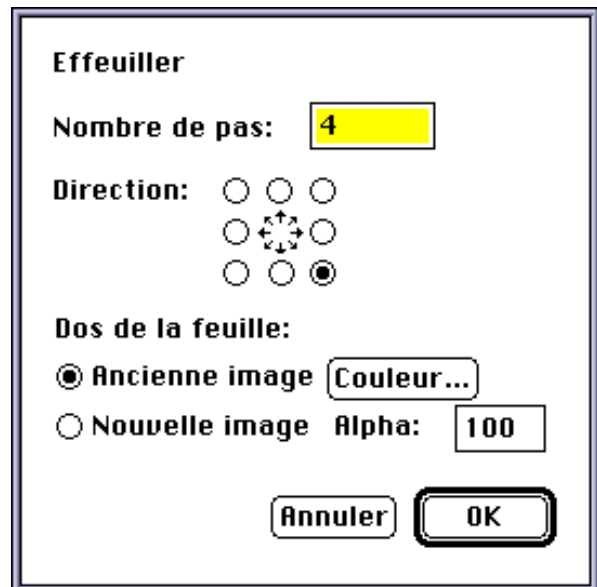 Effeuiller
Nombre de pas: 4
Direction:
Dos de la feuille:
Ancienne image Couleur...
Nouvelle image Alpha: 100
Annuler OK